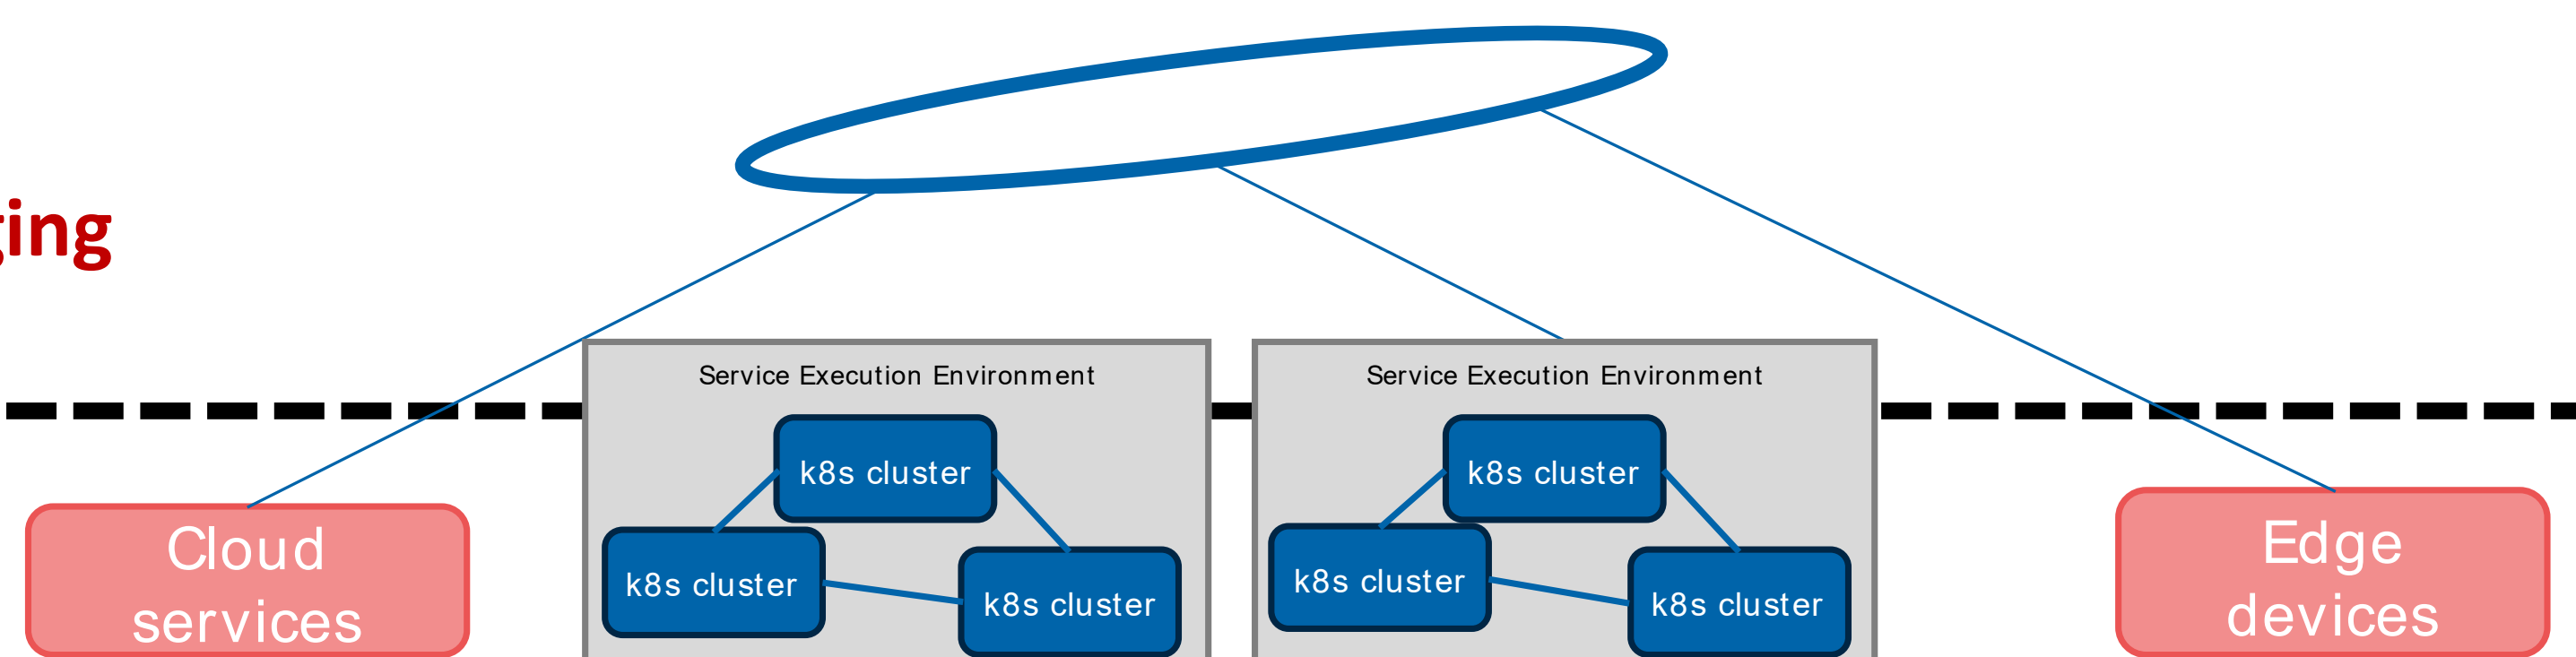 ging
Service Execution Environment
Service Execution Environment
k8s cluster
k8s cluster
k8s cluster
k8s cluster
k8s cluster
k8s cluster
Cloud
services
Edge
devices